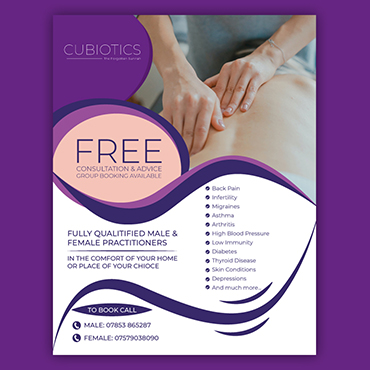 CUBIOTICS
FREE
CONSULTATION & ADVICE
GROUP BOOKING AVAILABLE
Back Pain
Infertility
Migraines
Asthma
Arthritis
High Blood Pressure
Low Immunity
Diabetes
Thyroid Disease
Skin Conditions
Depressions
And much more..
FULLY QUALITIFIED MALE &
FEMALE PRACTITIONERS
IN THE COMFORT OF YOUR HOME
OR PLACE OF YOUR CHIOCE
TO BOOK CALL
MALE: 07853 865287
FEMALE: 07579038090